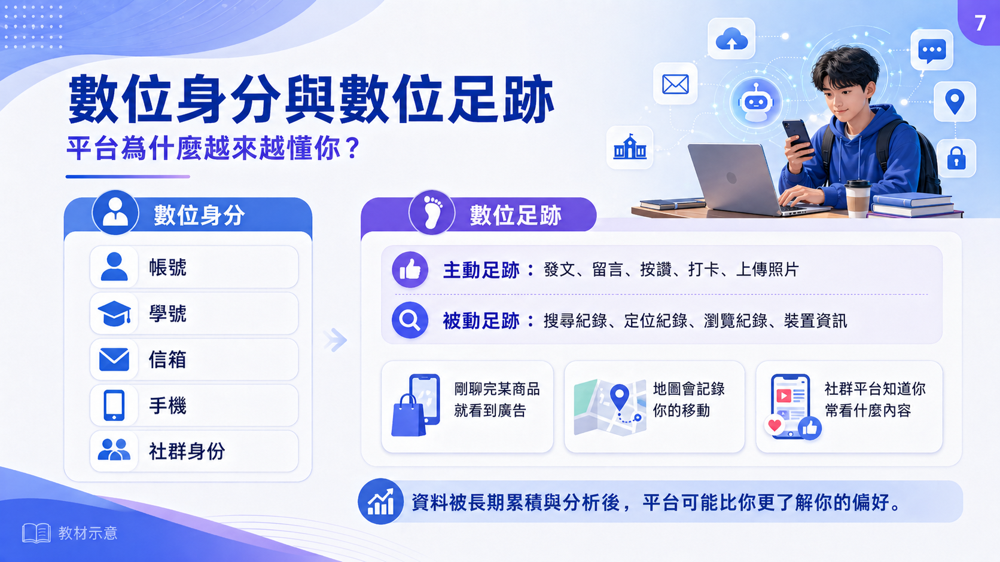 7
數位身分與數位足跡
平台為什麼越來越懂你？
數位身分
帳號
學號
信箱
手機
社群身份
數位足跡
主動足跡：發文、留言、按讚、打卡、上傳照片
被動足跡：搜尋紀錄、定位紀錄、瀏覽紀錄、裝置資訊
剛聊完某商品
就看到廣告
地圖會記錄
你的移動
社群平台知道你
常看什麼內容
資料被長期累積與分析後，平台可能比你更了解你的偏好。
教材示意